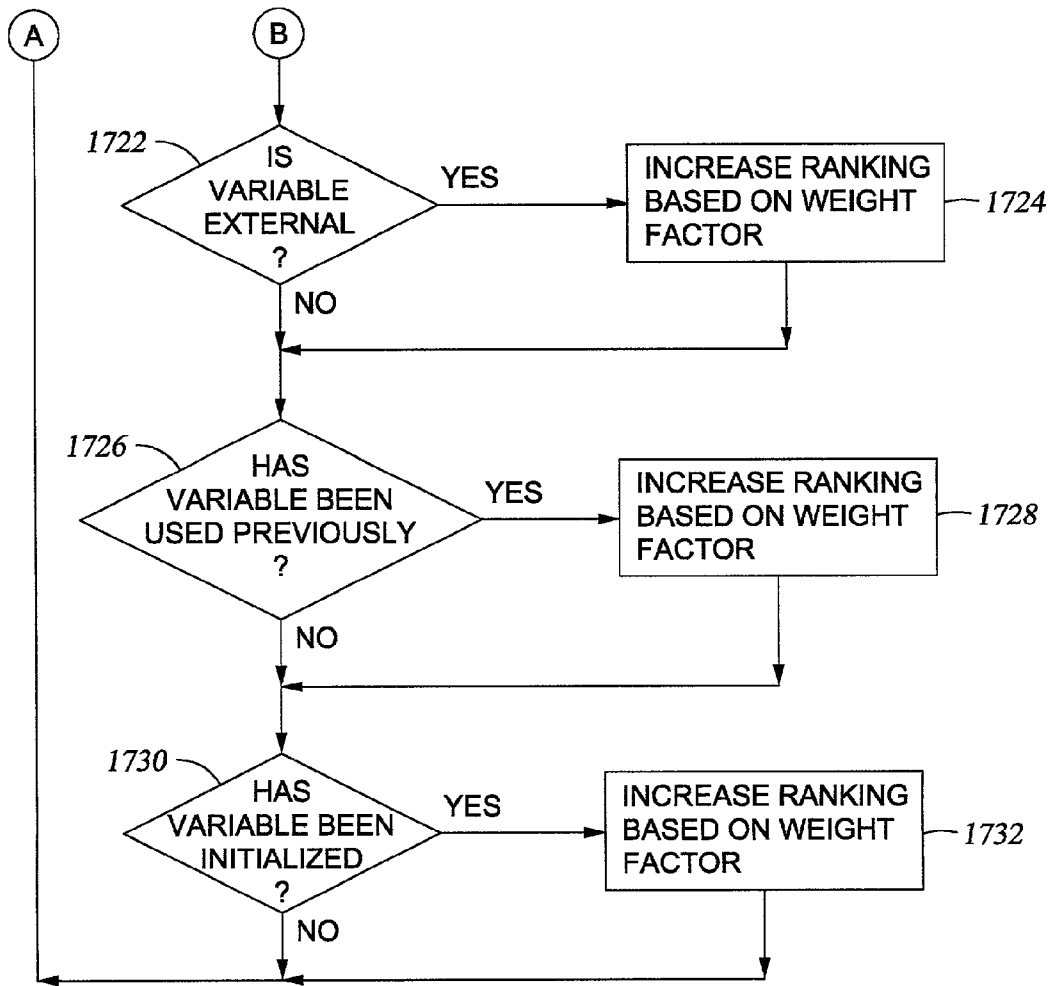 A
B
1722
IS
VARIABLE
EXTERNAL
?
YES
INCREASE RANKING
BASED ON WEIGHT
FACTOR
1724
NO
1726
HAS
VARIABLE BEEN
USED PREVIOUSLY
?
YES
INCREASE RANKING
BASED ON WEIGHT
FACTOR
1728
NO
1730
HAS
VARIABLE BEEN
INITIALIZED
?
YES
INCREASE RANKING
BASED ON WEIGHT
FACTOR
1732
NO